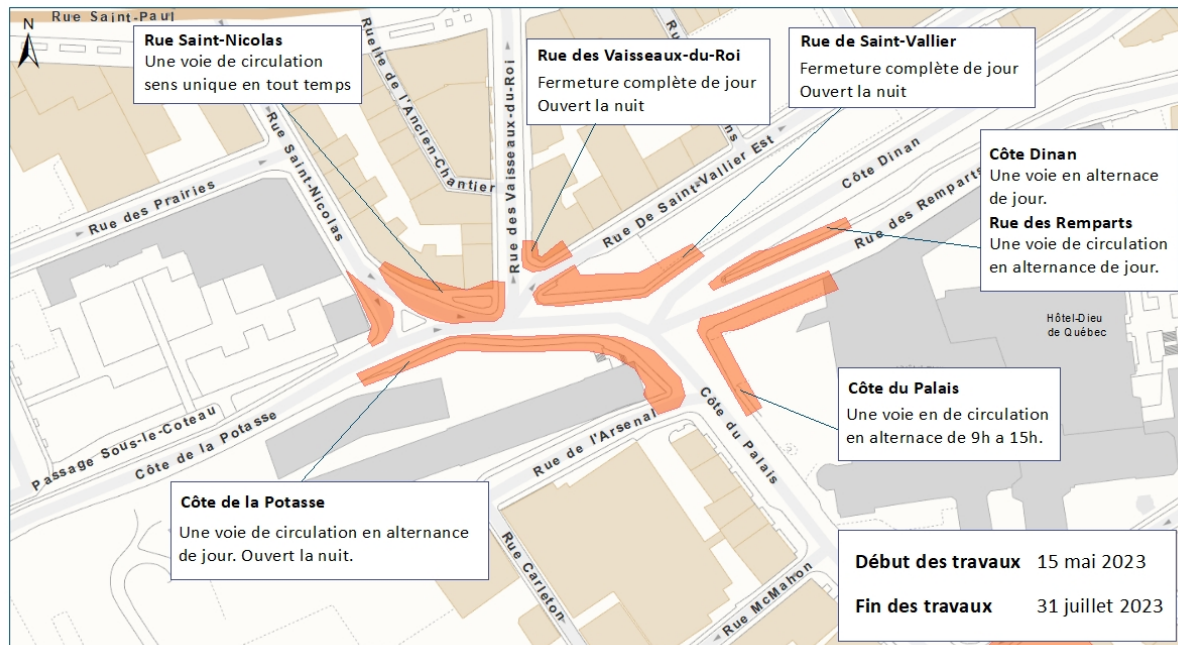 Rue Saint-Paul
N
Rue Saint-Nicolas
Une voie de circulation
sens unique en tout temps
Rue des Vaisseaux-du-Roi
Fermeture complète de jour
Ouvert la nuit
Rue de Saint-Vallier
Fermeture complète de jour
Ouvert la nuit
Côte Dinan
Une voie en alternace
de jour.
Rue des Remparts
Une voie de circulation
en alternance de jour.
Ruelle de l'Ancien-Chantier
Rue des Vaisseaux-du-Roi
Rue Saint-Nicolas
Rue des Prairies
Rue De Saint-Vallier Est
Côte Dinan
Rue des Remparts
Hôtel-Dieu
de Québec
Côte du Palais
Une voie en de circulation
en alternace de 9h a 15h.
Passage Sous-le-Coteau
Côte de la Potasse
Rue de l'Arsenal
Côte du Palais
Côte de la Potasse
Une voie de circulation en alternance
de jour. Ouvert la nuit.
Rue Carleton
Rue McMahon
Début des travaux 15 mai 2023
Fin des travaux 31 juillet 2023